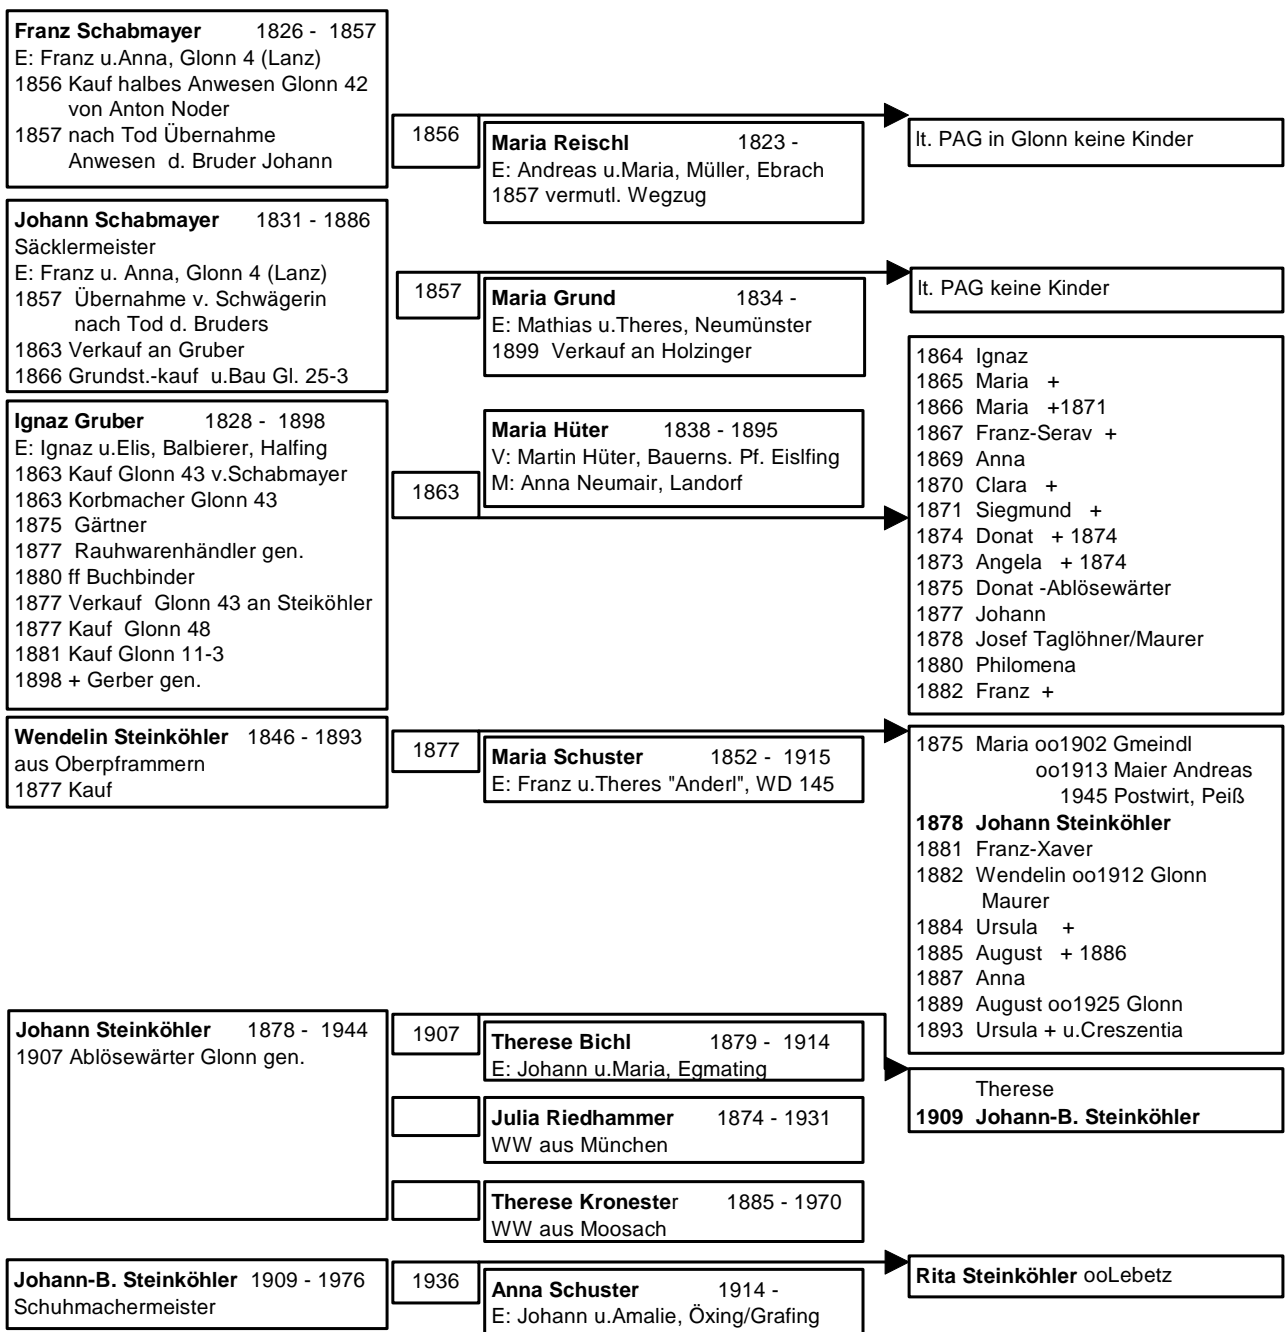 Franz Schabmayer 1826 - 1857
E: Franz u.Anna, Glonn 4 (Lanz)
1856 Kauf halbes Anwesen Glonn 42
von Anton Noder
1857 nach Tod Übernahme
Anwesen d. Bruder Johann
1856
Maria Reischl 1823 -
E: Andreas u.Maria, Müller, Ebrach
1857 vermutl. Wegzug
lt. PAG in Glonn keine Kinder
Johann Schabmayer 1831 - 1886
Säcklermeister
E: Franz u. Anna, Glonn 4 (Lanz)
1857 Übernahme v. Schwägerin
nach Tod d. Bruders
1863 Verkauf an Gruber
1866 Grundst.-kauf u.Bau Gl. 25-3
1857
Maria Grund 1834 -
E: Mathias u.Theres, Neumünster
1899 Verkauf an Holzinger
lt. PAG keine Kinder
Ignaz Gruber 1828 - 1898
E: Ignaz u.Elis, Balbierer, Halfing
1863 Kauf Glonn 43 v.Schabmayer
1863 Korbmacher Glonn 43
1875 Gärtner
1877 Rauhwarenhändler gen.
1880 ff Buchbinder
1877 Verkauf Glonn 43 an Steiköhler
1877 Kauf Glonn 48
1881 Kauf Glonn 11-3
1898 + Gerber gen.
1863
Maria Hüter 1838 - 1895
V: Martin Hüter, Bauerns. Pf. Eislfing
M: Anna Neumair, Landorf
1864 Ignaz
1865 Maria +
1866 Maria +1871
1867 Franz-Serav +
1869 Anna
1870 Clara +
1871 Siegmund +
1874 Donat + 1874
1873 Angela + 1874
1875 Donat -Ablösewärter
1877 Johann
1878 Josef Taglöhner/Maurer
1880 Philomena
1882 Franz +
Wendelin Steinköhler 1846 - 1893
aus Oberpframmern
1877 Kauf
1877
Maria Schuster 1852 - 1915
E: Franz u.Theres "Anderl", WD 145
1875 Maria oo1902 Gmeindl
oo1913 Maier Andreas
1945 Postwirt, Peiß
1878 Johann Steinköhler
1881 Franz-Xaver
1882 Wendelin oo1912 Glonn
Maurer
1884 Ursula +
1885 August + 1886
1887 Anna
1889 August oo1925 Glonn
1893 Ursula + u.Creszentia
Johann Steinköhler 1878 - 1944
1907 Ablösewärter Glonn gen.
1907
Therese Bichl 1879 - 1914
E: Johann u.Maria, Egmating
Therese
1909 Johann-B. Steinköhler
Julia Riedhammer 1874 - 1931
WW aus München
Therese Kronester 1885 - 1970
WW aus Moosach
Johann-B. Steinköhler 1909 - 1976
Schuhmachermeister
1936
Anna Schuster 1914 -
E: Johann u.Amalie, Öxing/Grafing
Rita Steinköhler ooLebetz